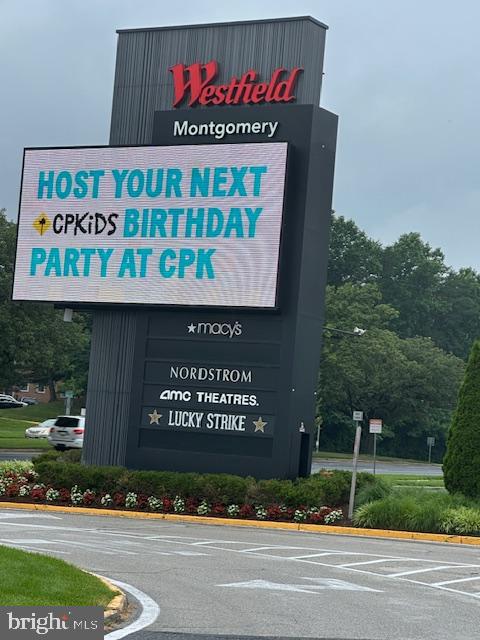 Westfield
Montgomery
HOST YOUR NEXT
CPKiDS BIRTHDAY
PARTY AT CPK
macy's
NORDSTROM
amc THEATRES.
LUCKY STRIKE
bright MLS